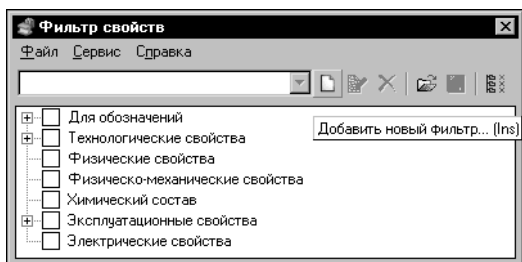 Фильтр свойств
Файл Сервис Справка
Для обозначений
Добавить новый фильтр... (Ins)
Технологические свойства
Физические свойства
Физическо-механические свойства
Химический состав
Эксплуатационные свойства
Электрические свойства